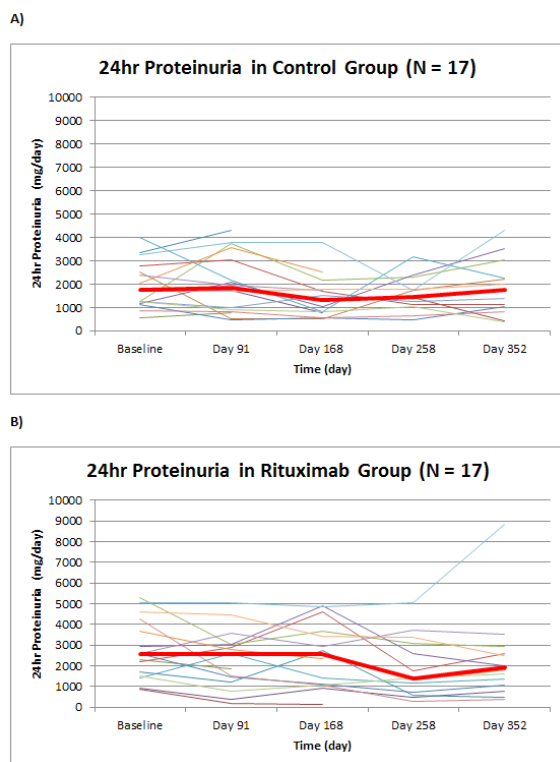 A)
24hr Proteinuria in Control Group (N = 17)
10000
9000
8000
7000
6000
5000
4000
3000
2000
1000
0
24hr Proteinuria (mg/day)
Baseline Day 91 Day 168 Day 258 Day 352
Time (day)
B)
24hr Proteinuria in Rituximab Group (N = 17)
10000
9000
8000
7000
6000
5000
4000
3000
2000
1000
0
24hr Proteinuria (mg/day)
Baseline Day 91 Day 168 Day 258 Day 352
Time (day)